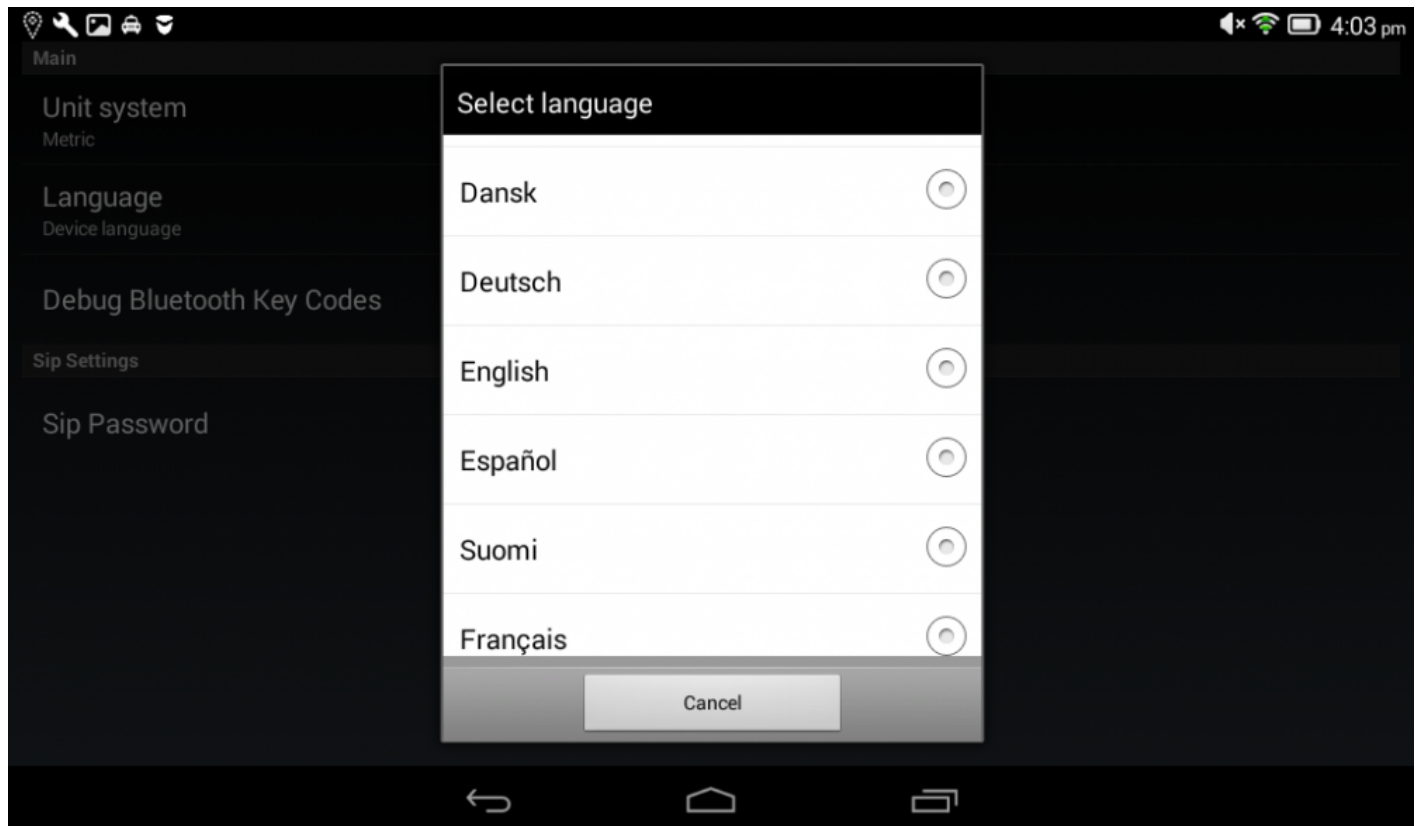 4:03 pm
Main
Unit system
Metric
Language
Device language
Debug Bluetooth Key Codes
Sip Settings
Sip Password
Select language
Dansk
Deutsch
English
Español
Suomi
Français
Cancel